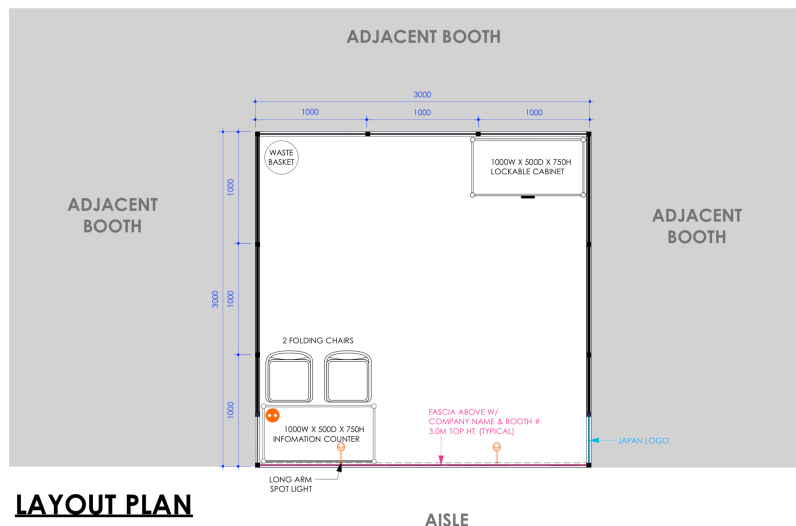 ADJACENT BOOTH
3000
1000
1000
1000
WASTE
BASKET
1000W X 500D X 750H
LOCKABLE CABINET
1000
ADJACENT
BOOTH
ADJACENT
BOOTH
3000
1000
2 FOLDING CHAIRS
1000
1000W X 500D X 750H
INFOMATION COUNTER
FASCIA ABOVE W/
COMPANY NAME & BOOTH #
3.0M TOP HT. (TYPICAL)
JAPAN LOGO
LONG ARM
SPOT LIGHT
LAYOUT PLAN
AISLE